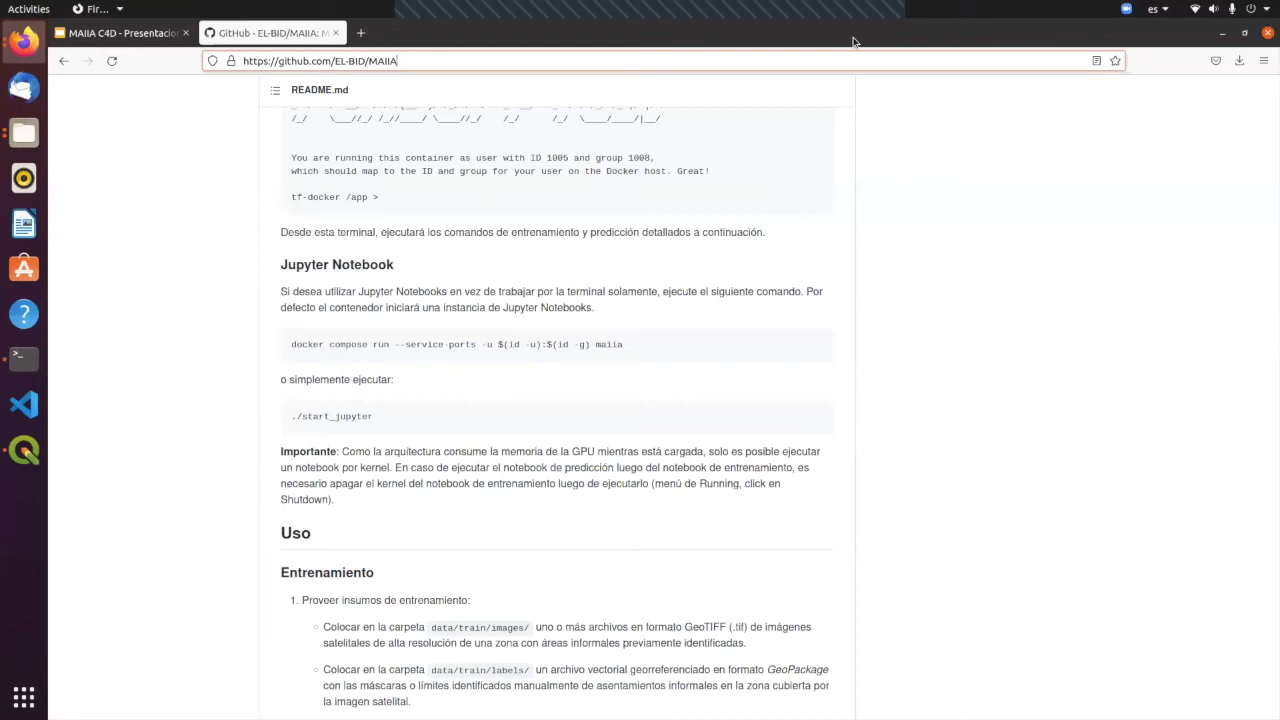 Activities
Fir...
es
MAIIA C4D - Presentacio
GitHub - EL-BID/MAIIA: M
https://github.com/EL-BID/MAIIA
README.md
/_/    \___//_/ /_//____/ \____//_/      /_/      /_/  \____/____/|__/
You are running this container as user with ID 1005 and group 1008,
which should map to the ID and group for your user on the Docker host. Great!
tf-docker /app >
Desde esta terminal, ejecutará los comandos de entrenamiento y predicción detallados a continuación.
Jupyter Notebook
Si desea utilizar Jupyter Notebooks en vez de trabajar por la terminal solamente, ejecute el siguiente comando. Por
defecto el contenedor iniciará una instancia de Jupyter Notebooks.
docker compose run --service-ports -u $(id -u):$(id -g) maiia
o simplemente ejecutar:
./start_jupyter
Importante: Como la arquitectura consume la memoria de la GPU mientras está cargada, solo es posible ejecutar
un notebook por kernel. En caso de ejecutar el notebook de predicción luego del notebook de entrenamiento, es
necesario apagar el kernel del notebook de entrenamiento luego de ejecutarlo (menú de Running, click en
Shutdown).
Uso
Entrenamiento
1. Proveer insumos de entrenamiento:
○ Colocar en la carpeta data/train/images/ uno o más archivos en formato GeoTIFF (.tif) de imágenes
satelitales de alta resolución de una zona con áreas informales previamente identificadas.
○ Colocar en la carpeta data/train/labels/ un archivo vectorial georreferenciado en formato GeoPackage
con las máscaras o límites identificados manualmente de asentamientos informales en la zona cubierta por
la imagen satelital.